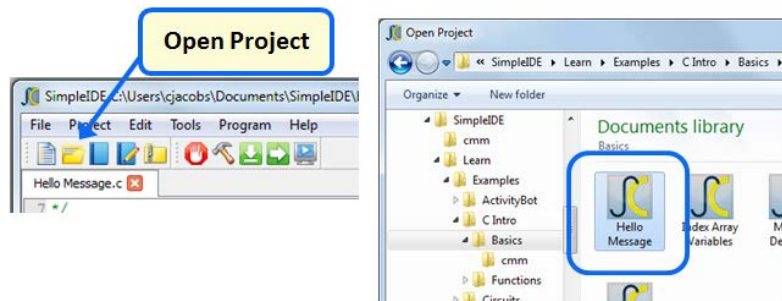 Open Project
SimpleIDE C:\Users\cjacobs\Documents\SimpleIDE\
File Project Edit Tools Program Help
Hello Message.c
7 */
Open Project
« SimpleIDE ▸ Learn ▸ Examples ▸ C Intro ▸ Basics ▸
Organize ▾ New folder
SimpleIDE
cmm
Learn
Examples
ActivityBot
C Intro
Basics
cmm
Functions
Circuits
Documents library
Basics
Hello
Message
Index Array
Variables